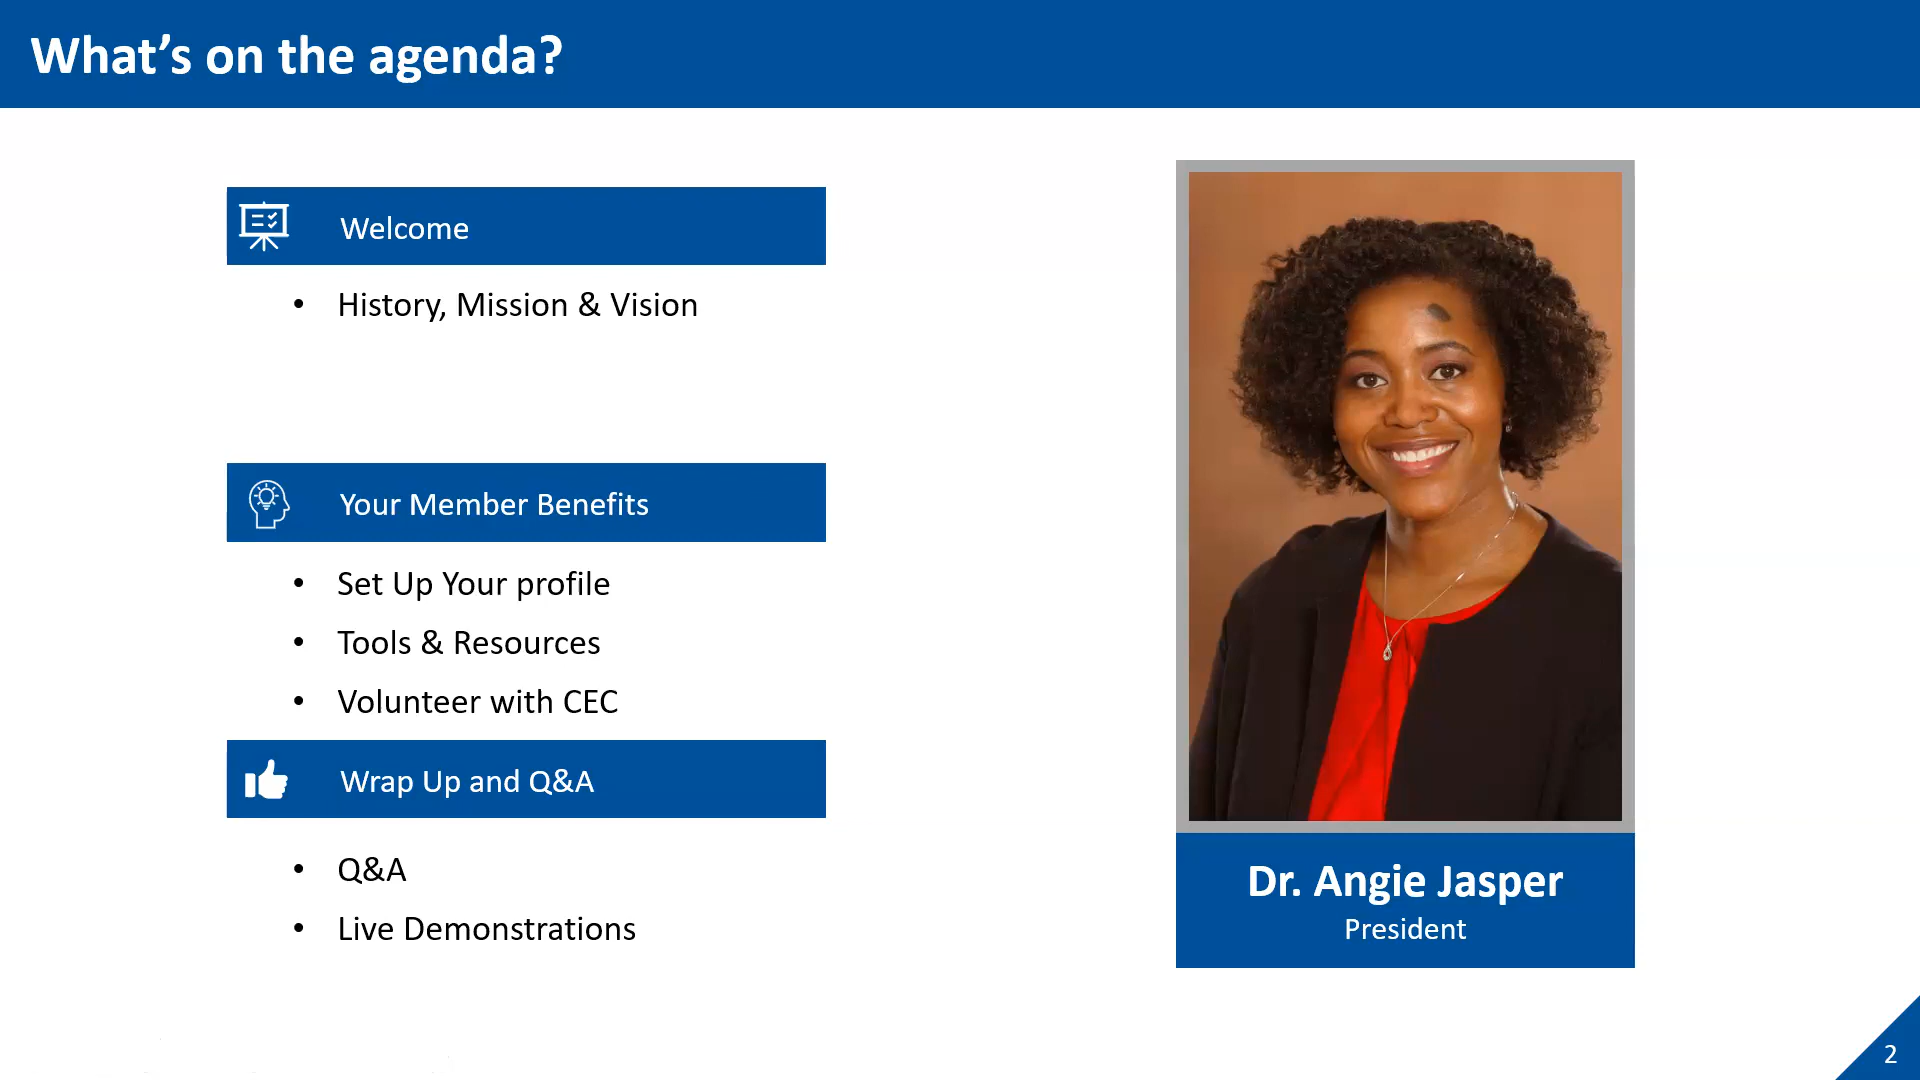 What’s on the agenda?
Welcome
• History, Mission & Vision
Your Member Benefits
• Set Up Your profile
• Tools & Resources
• Volunteer with CEC
Wrap Up and Q&A
• Q&A
• Live Demonstrations
Dr. Angie Jasper
President
2